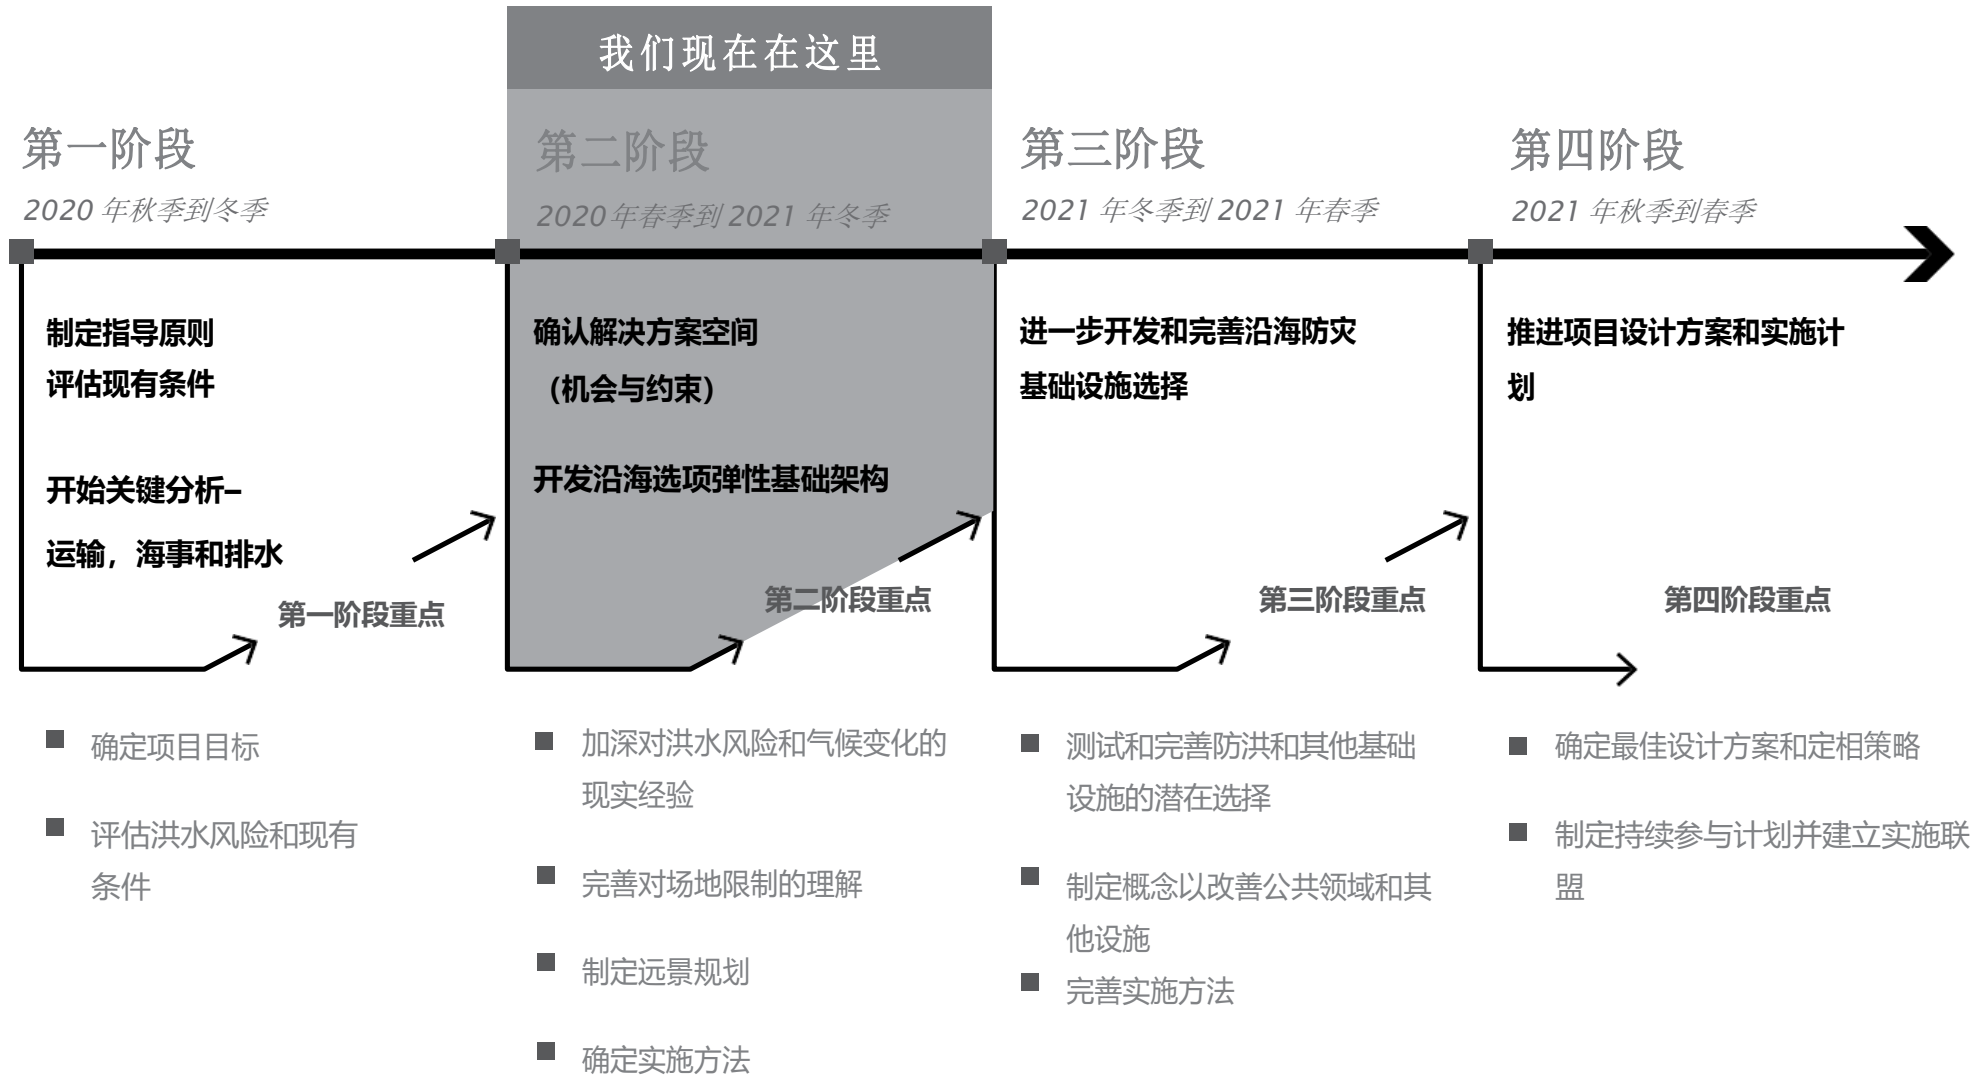 我们现在在这里
第一阶段
2020 年秋季到冬季
制定指导原则
评估现有条件
开始关键分析–
运输，海事和排水
第一阶段重点
确定项目目标
评估洪水风险和现有
条件
第二阶段
2020年春季到 2021 年冬季
确认解决方案空间
（机会与约束）
开发沿海选项弹性基础架构
第二阶段重点
加深对洪水风险和气候变化的
现实经验
完善对场地限制的理解
制定远景规划
确定实施方法
第三阶段
2021 年冬季到 2021 年春季
进一步开发和完善沿海防灾
基础设施选择
第三阶段重点
测试和完善防洪和其他基础
设施的潜在选择
制定概念以改善公共领域和其
他设施
完善实施方法
第四阶段
2021 年秋季到春季
推进项目设计方案和实施计
划
第四阶段重点
确定最佳设计方案和定相策略
制定持续参与计划并建立实施联
盟